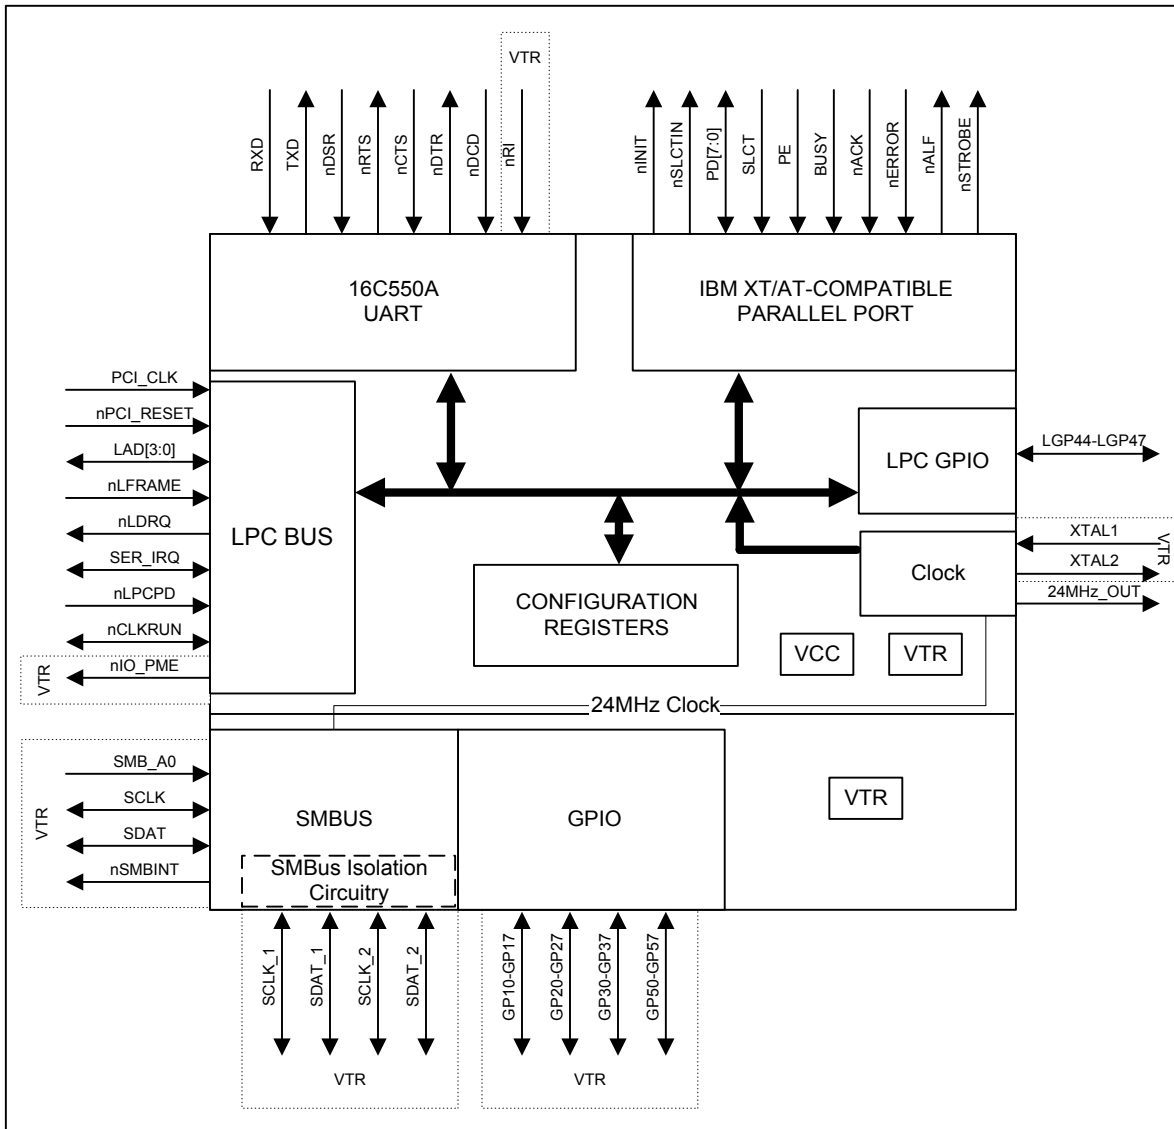 VTR
RXD
TXD
nDSR
nRTS
nCTS
nDTR
nDCD
nRI
nINIT
nSLCTIN
PD[7:0]
SLCT
PE
BUSY
nACK
nERROR
nALF
nSTROBE
16C550A
UART
IBM XT/AT-COMPATIBLE
PARALLEL PORT
PCI_CLK
nPCI_RESET
LAD[3:0]
nLFRAME
nLDRQ
SER_IRQ
nLPCPD
nCLKRUN
nIO_PME
VTR
LPC BUS
LPC GPIO
LGP44-LGP47
Clock
XTAL1
XTAL2
VTR
24MHz_OUT
CONFIGURATION
REGISTERS
VCC
VTR
24MHz Clock
SMB_A0
SCLK
SDAT
nSMBINT
VTR
SMBUS
SMBus Isolation
Circuitry
GPIO
VTR
SCLK_1
SDAT_1
SCLK_2
SDAT_2
VTR
GP10-GP17
GP20-GP27
GP30-GP37
GP50-GP57
VTR